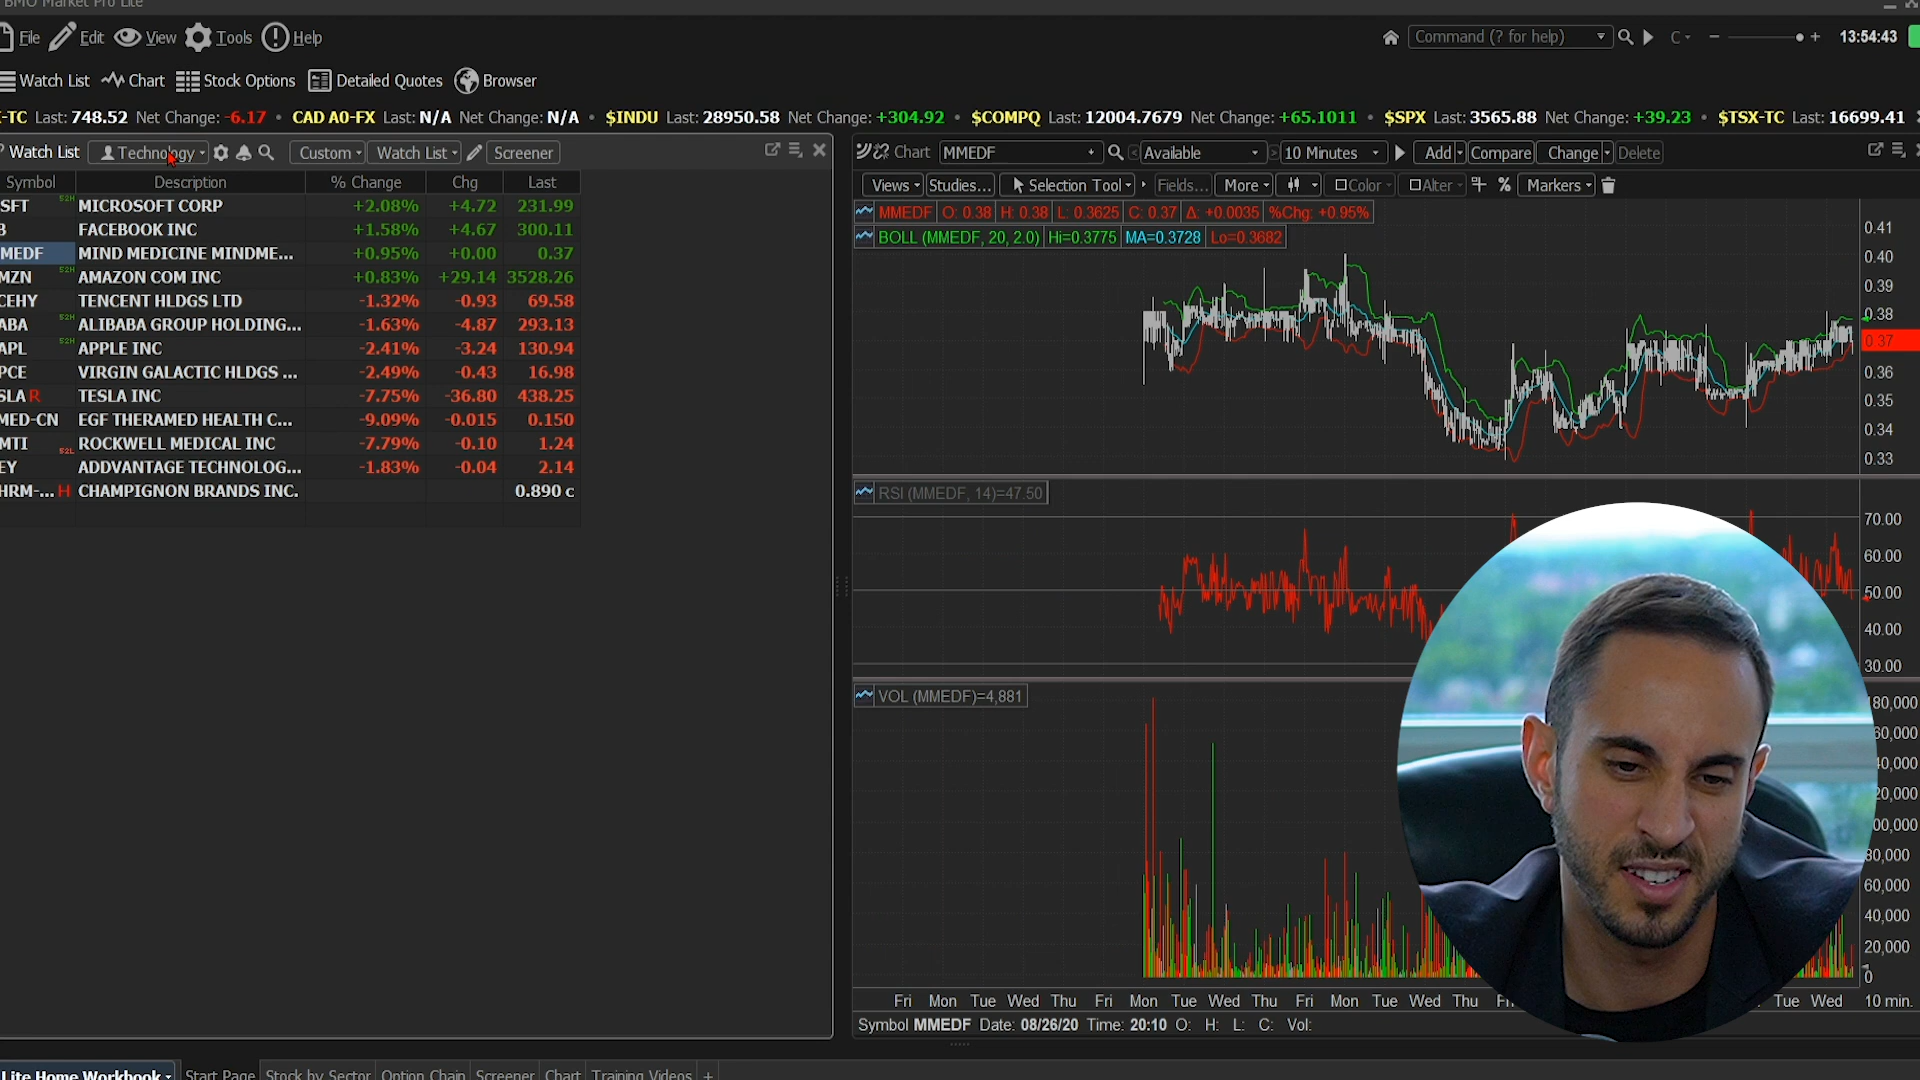 BMO Market Pro Lite
File Edit View Tools Help
Command (? for help) C 13:54:43
Watch List Chart Stock Options Detailed Quotes Browser
-TC Last: 748.52 Net Change: -6.17 • CAD A0-FX Last: N/A Net Change: N/A • $INDU Last: 28950.58 Net Change: +304.92 • $COMPQ Last: 12004.7679 Net Change: +65.1011 • $SPX Last: 3565.88 Net Change: +39.23 • $TSX-TC Last: 16699.41
Watch List Technology Custom Watch List Screener
Symbol Description % Change Chg Last
SFT 52H MICROSOFT CORP +2.08% +4.72 231.99
B FACEBOOK INC +1.58% +4.67 300.11
MEDF MIND MEDICINE MINDME... +0.95% +0.00 0.37
MZN 52H AMAZON COM INC +0.83% +29.14 3528.26
CEHY TENCENT HLDGS LTD -1.32% -0.93 69.58
ABA 52H ALIBABA GROUP HOLDING... -1.63% -4.87 293.13
APL 52H APPLE INC -2.41% -3.24 130.94
PCE VIRGIN GALACTIC HLDGS ... -2.49% -0.43 16.98
SLA R TESLA INC -7.75% -36.80 438.25
MED-CN EGF THERAMED HEALTH C... -9.09% -0.015 0.150
MTI 52L ROCKWELL MEDICAL INC -7.79% -0.10 1.24
EY ADDVANTAGE TECHNOLOG... -1.83% -0.04 2.14
HRM-... H CHAMPIGNON BRANDS INC. 0.890 c
Chart MMEDF Available 10 Minutes Add Compare Change Delete
Views Studies... Selection Tool Fields... More Color Alter % Markers
MMEDF O: 0.38 H: 0.38 L: 0.3625 C: 0.37 Δ: +0.0035 %Chg: +0.95%
BOLL (MMEDF, 20, 2.0) Hi=0.3775 MA=0.3728 Lo=0.3682
0.41
0.40
0.39
0.38
0.37
0.36
0.35
0.34
0.33
RSI (MMEDF, 14)=47.50
70.00
60.00
50.00
40.00
30.00
VOL (MMEDF)=4,881
80,000
60,000
40,000
20,000
00,000
80,000
60,000
40,000
20,000
0
Fri Mon Tue Wed Thu Fri Mon Tue Wed Thu Fri Mon Tue Wed Thu Tue Wed 10 min.
Symbol MMEDF Date: 08/26/20 Time: 20:10 O: H: L: C: Vol:
Lite Home Workbook Start Page Stock by Sector Option Chain Screener Chart Training Videos +